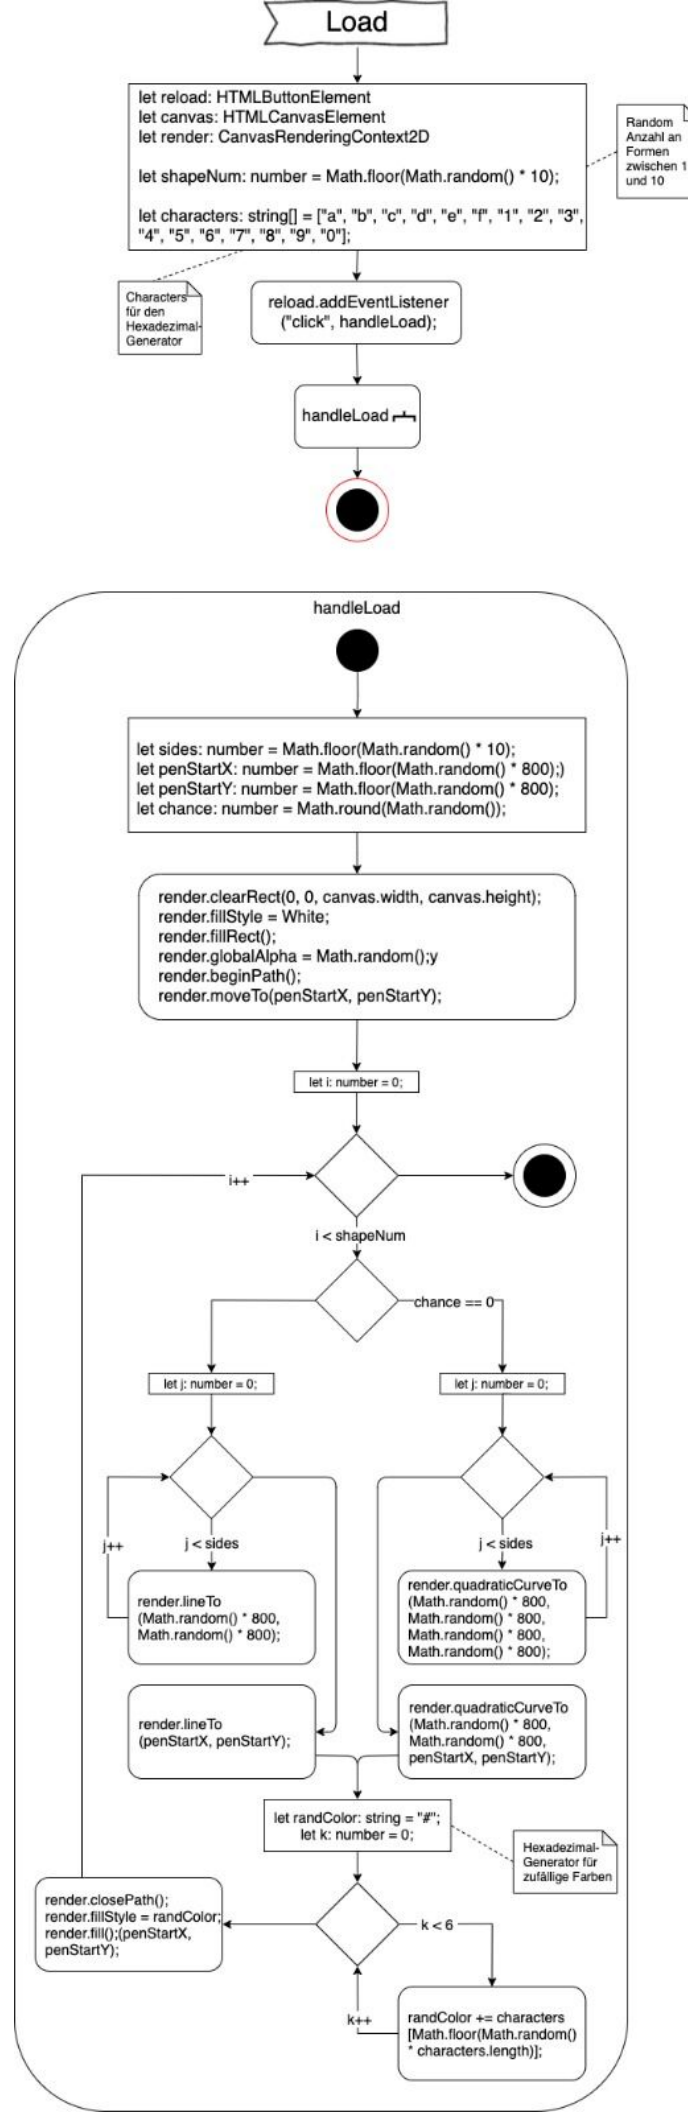 Load
let reload: HTMLButtonElement
let canvas: HTMLCanvasElement
let render: CanvasRenderingContext2D
let shapeNum: number = Math.floor(Math.random() * 10);
let characters: string[] = ["a", "b", "c", "d", "e", "f", "1", "2", "3",
"4", "5", "6", "7", "8", "9", "0"];
Random
Anzahl an
Formen
zwischen 1
und 10
Characters
für den
Hexadezimal-
Generator
reload.addEventListener
("click", handleLoad);
handleLoad
handleLoad
let sides: number = Math.floor(Math.random() * 10);
let penStartX: number = Math.floor(Math.random() * 800);)
let penStartY: number = Math.floor(Math.random() * 800);
let chance: number = Math.round(Math.random());
render.clearRect(0, 0, canvas.width, canvas.height);
render.fillStyle = White;
render.fillRect();
render.globalAlpha = Math.random();y
render.beginPath();
render.moveTo(penStartX, penStartY);
let i: number = 0;
i++
i < shapeNum
chance == 0
let j: number = 0;
let j: number = 0;
j++
j < sides
j < sides
j++
render.lineTo
(Math.random() * 800,
Math.random() * 800);
render.quadraticCurveTo
(Math.random() * 800,
Math.random() * 800,
Math.random() * 800,
Math.random() * 800);
render.lineTo
(penStartX, penStartY);
render.quadraticCurveTo
(Math.random() * 800,
Math.random() * 800,
penStartX, penStartY);
let randColor: string = "#";
let k: number = 0;
Hexadezimal-
Generator für
zufällige Farben
render.closePath();
render.fillStyle = randColor;
render.fill();(penStartX,
penStartY);
k < 6
k++
randColor += characters
[Math.floor(Math.random()
* characters.length)];